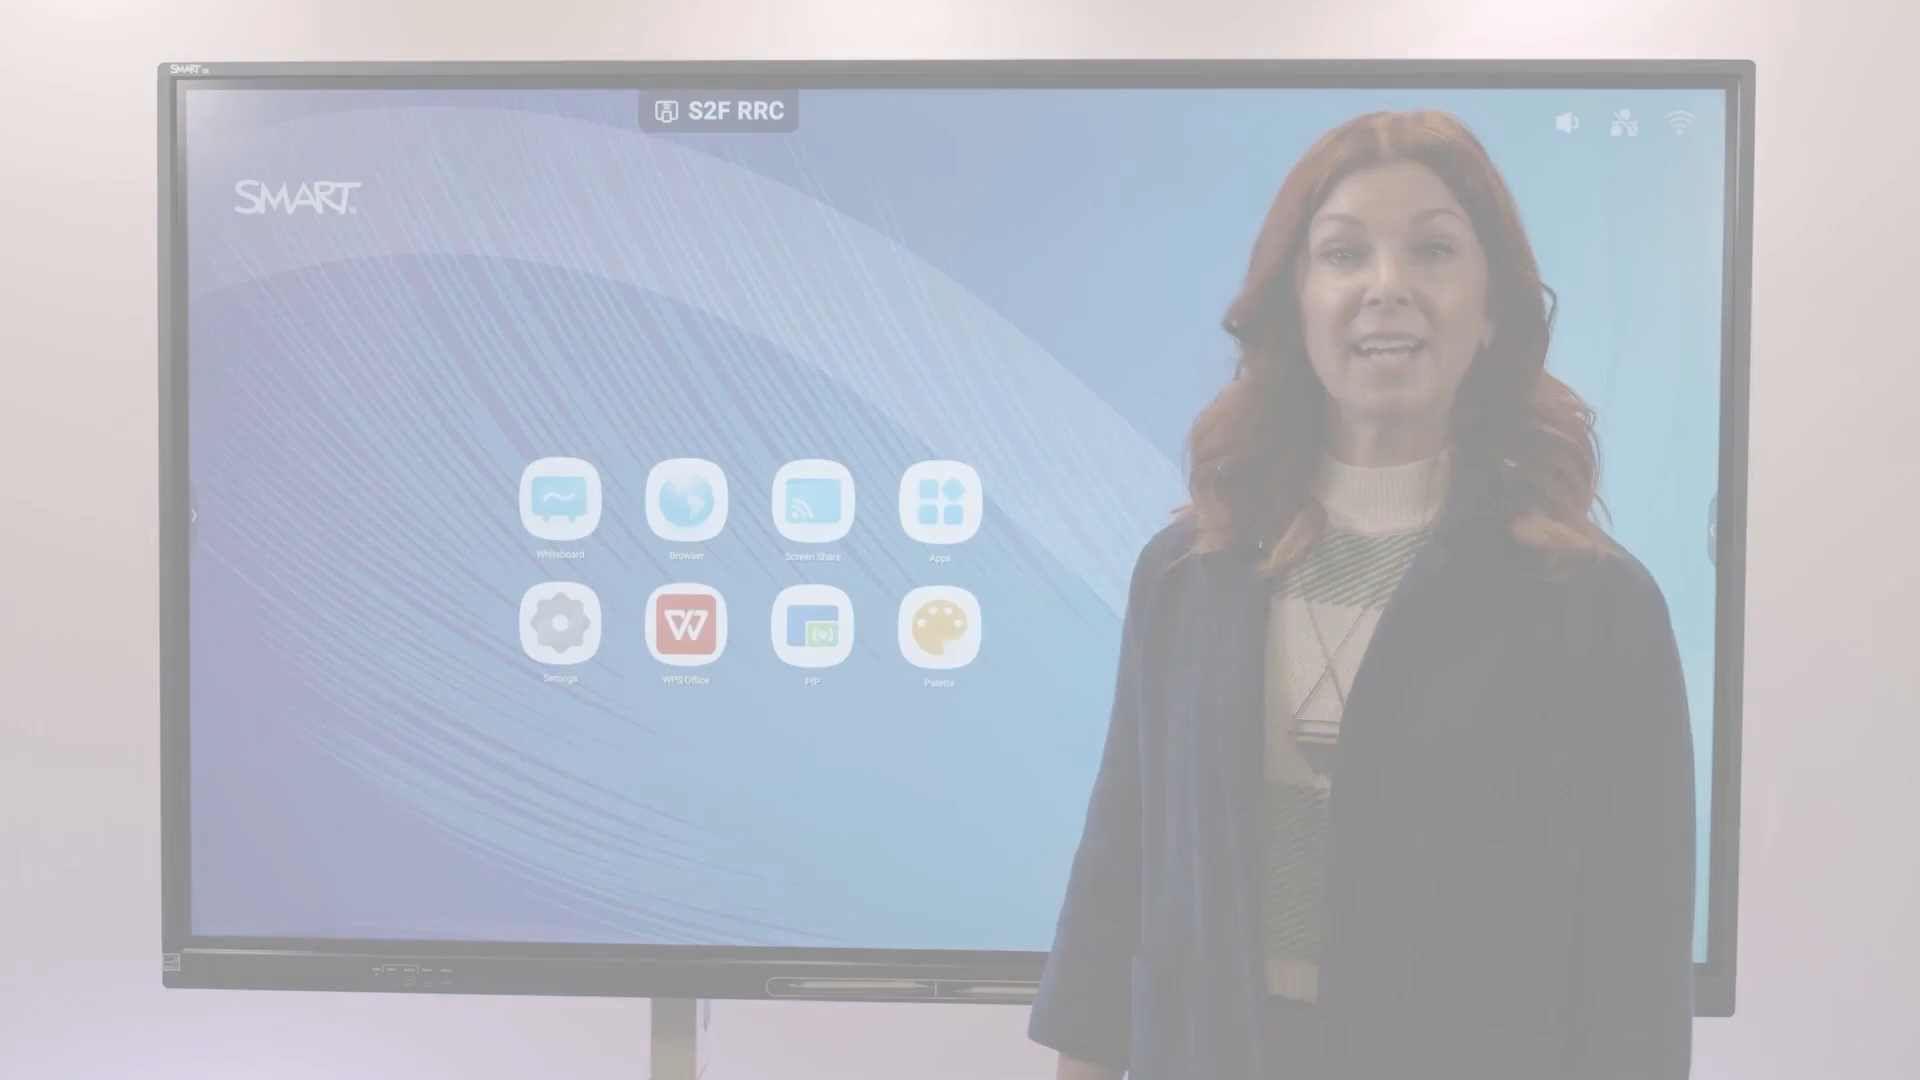 SMART
S2F RRC
SMART
Whiteboard
Browser
Screen Share
Apps
Settings
WPS Office
PIP
Palette